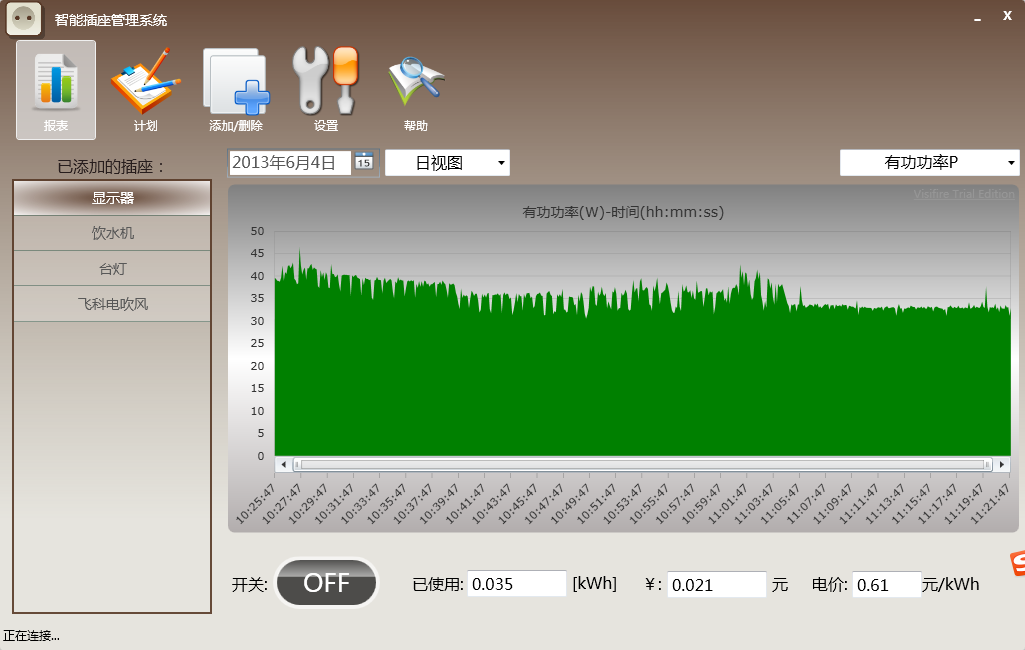 智能插座管理系统
报表 计划 添加/删除 设置 帮助
已添加的插座：
2013年6月4日 15 日视图 有功功率P
显示器
饮水机
台灯
飞科电吹风
Visifire Trial Edition
有功功率(W)-时间(hh:mm:ss)
50
45
40
35
30
25
20
15
10
5
0
10:25:47 10:27:47 10:29:47 10:31:47 10:33:47 10:35:47 10:37:47 10:39:47 10:41:47 10:43:47 10:45:47 10:47:47 10:49:47 10:51:47 10:53:47 10:55:47 10:57:47 10:59:47 11:01:47 11:03:47 11:05:47 11:07:47 11:09:47 11:11:47 11:13:47 11:15:47 11:17:47 11:19:47 11:21:47
开关: OFF 已使用: 0.035 [kWh] ¥: 0.021 元 电价: 0.61 元/kWh
正在连接...